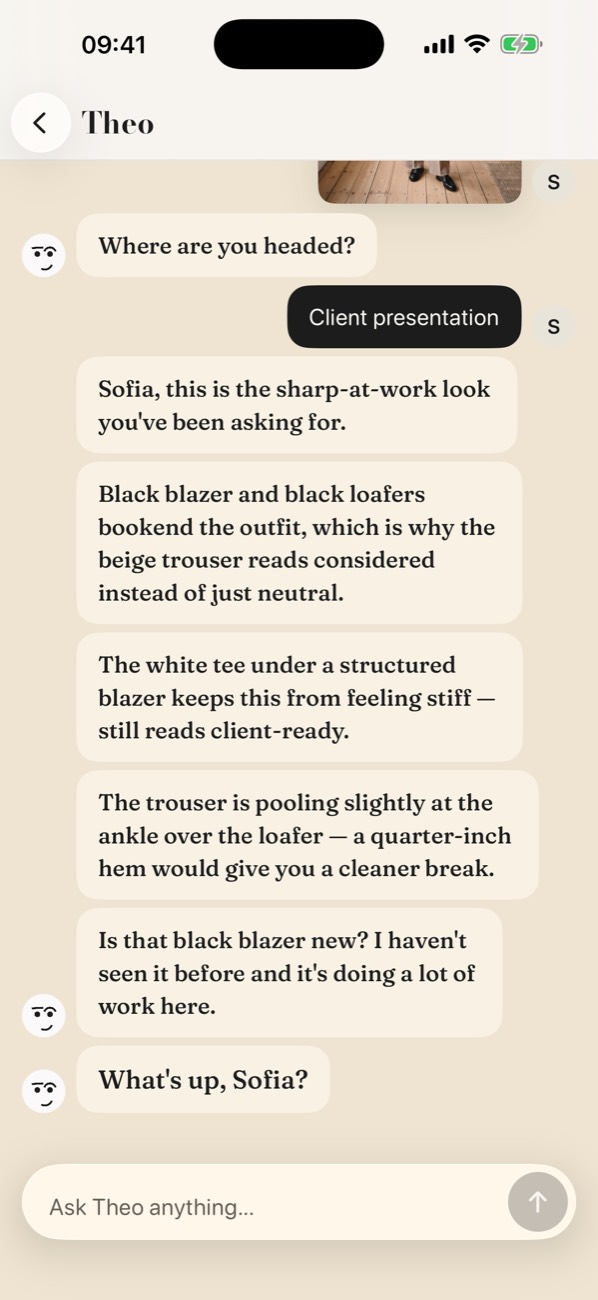 09:41
Theo
S
Where are you headed?
Client presentation
S
Sofia, this is the sharp-at-work look
you've been asking for.
Black blazer and black loafers
bookend the outfit, which is why the
beige trouser reads considered
instead of just neutral.
The white tee under a structured
blazer keeps this from feeling stiff —
still reads client-ready.
The trouser is pooling slightly at the
ankle over the loafer — a quarter-inch
hem would give you a cleaner break.
Is that black blazer new? I haven't
seen it before and it's doing a lot of
work here.
What's up, Sofia?
Ask Theo anything...